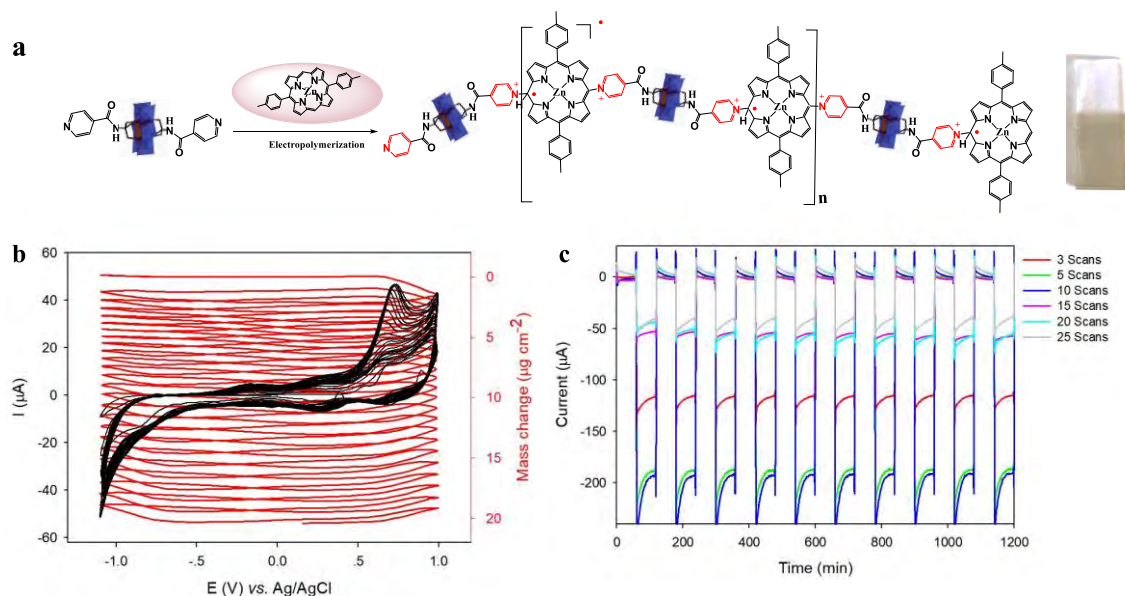 a
N
O
N
H
H
N
O
N
N
N
Zn
N
N
Electropolymerization
N
O
N
H
O
N
H
N
+
H
N
N
Zn
N
N
•
N
+
O
N
H
H
N
O
N
+
H
N
N
Zn
N
N
N
+
O
N
H
H
N
O
N
+
H
N
N
Zn
N
N
n
b
60
40
20
0
-20
-40
-60
I (µA)
0
5
10
15
20
Mass change (µg cm-2)
-1.0
-.5
0.0
.5
1.0
E (V) vs. Ag/AgCl
c
0
-50
-100
-150
-200
Current (µA)
0
200
400
600
800
1000
1200
Time (min)
3 Scans
5 Scans
10 Scans
15 Scans
20 Scans
25 Scans